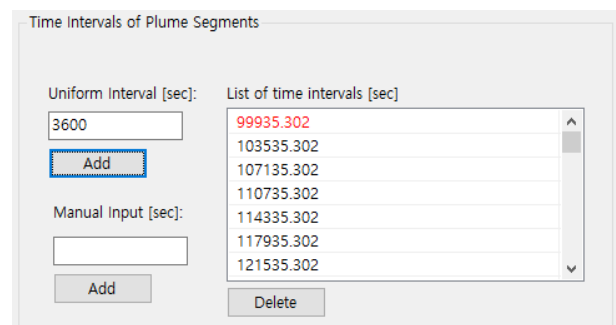 Time Intervals of Plume Segments
Uniform Interval [sec]:
3600
Add
Manual Input [sec]:
Add
List of time intervals [sec]
99935.302
103535.302
107135.302
110735.302
114335.302
117935.302
121535.302
Delete